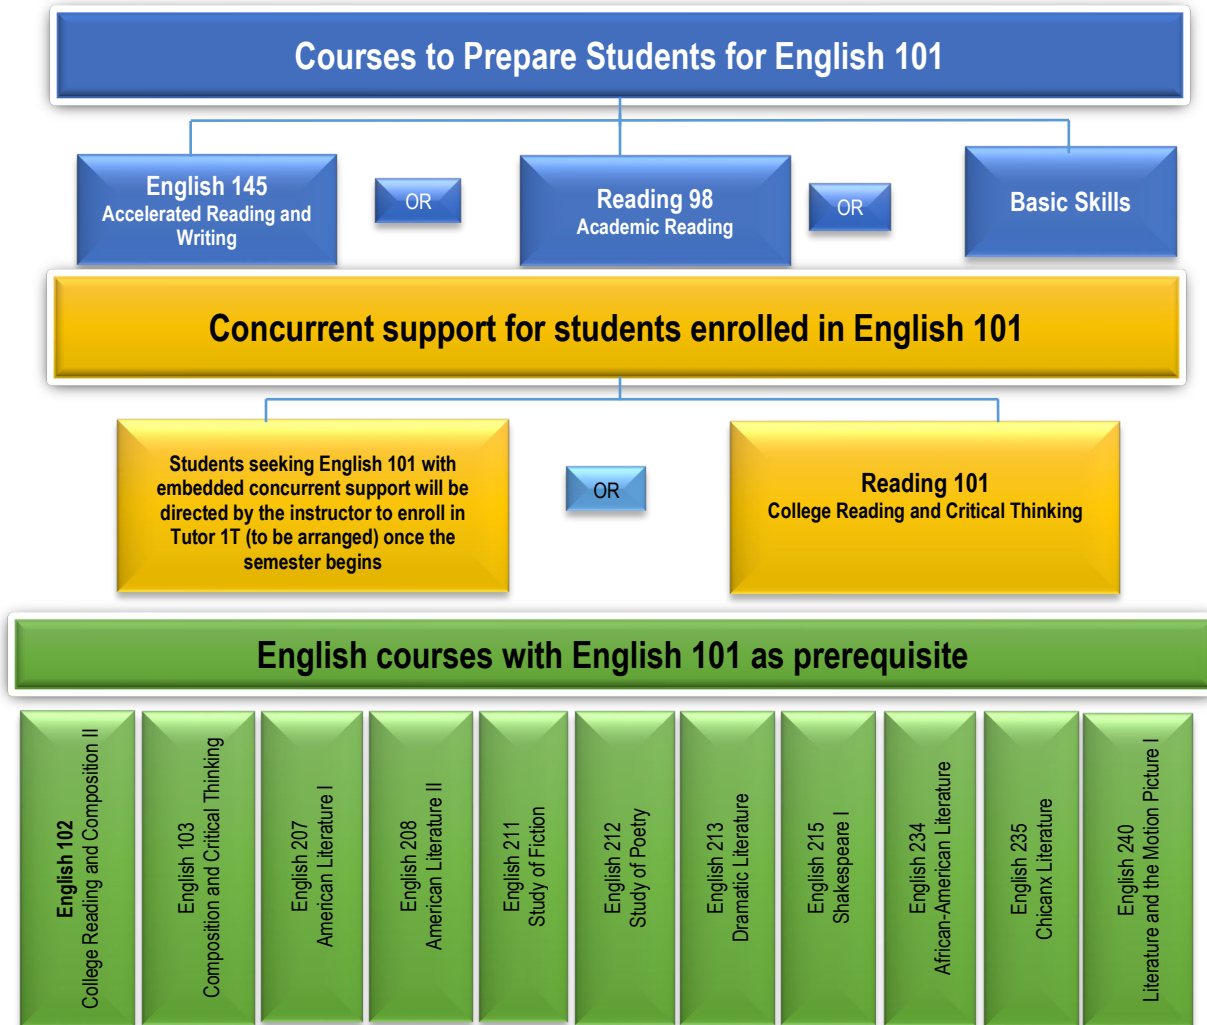 Courses to Prepare Students for English 101
English 145
Accelerated Reading and
Writing
OR
Reading 98
Academic Reading
OR
Basic Skills
Concurrent support for students enrolled in English 101
Students seeking English 101 with
embedded concurrent support will be
directed by the instructor to enroll in
Tutor 1T (to be arranged) once the
semester begins
OR
Reading 101
College Reading and Critical Thinking
English courses with English 101 as prerequisite
English 102
College Reading and Composition II
English 103
Composition and Critical Thinking
English 207
American Literature I
English 208
American Literature II
English 211
Study of Fiction
English 212
Study of Poetry
English 213
Dramatic Literature
English 215
Shakespeare I
English 234
African-American Literature
English 235
Chicanx Literature
English 240
Literature and the Motion Picture I